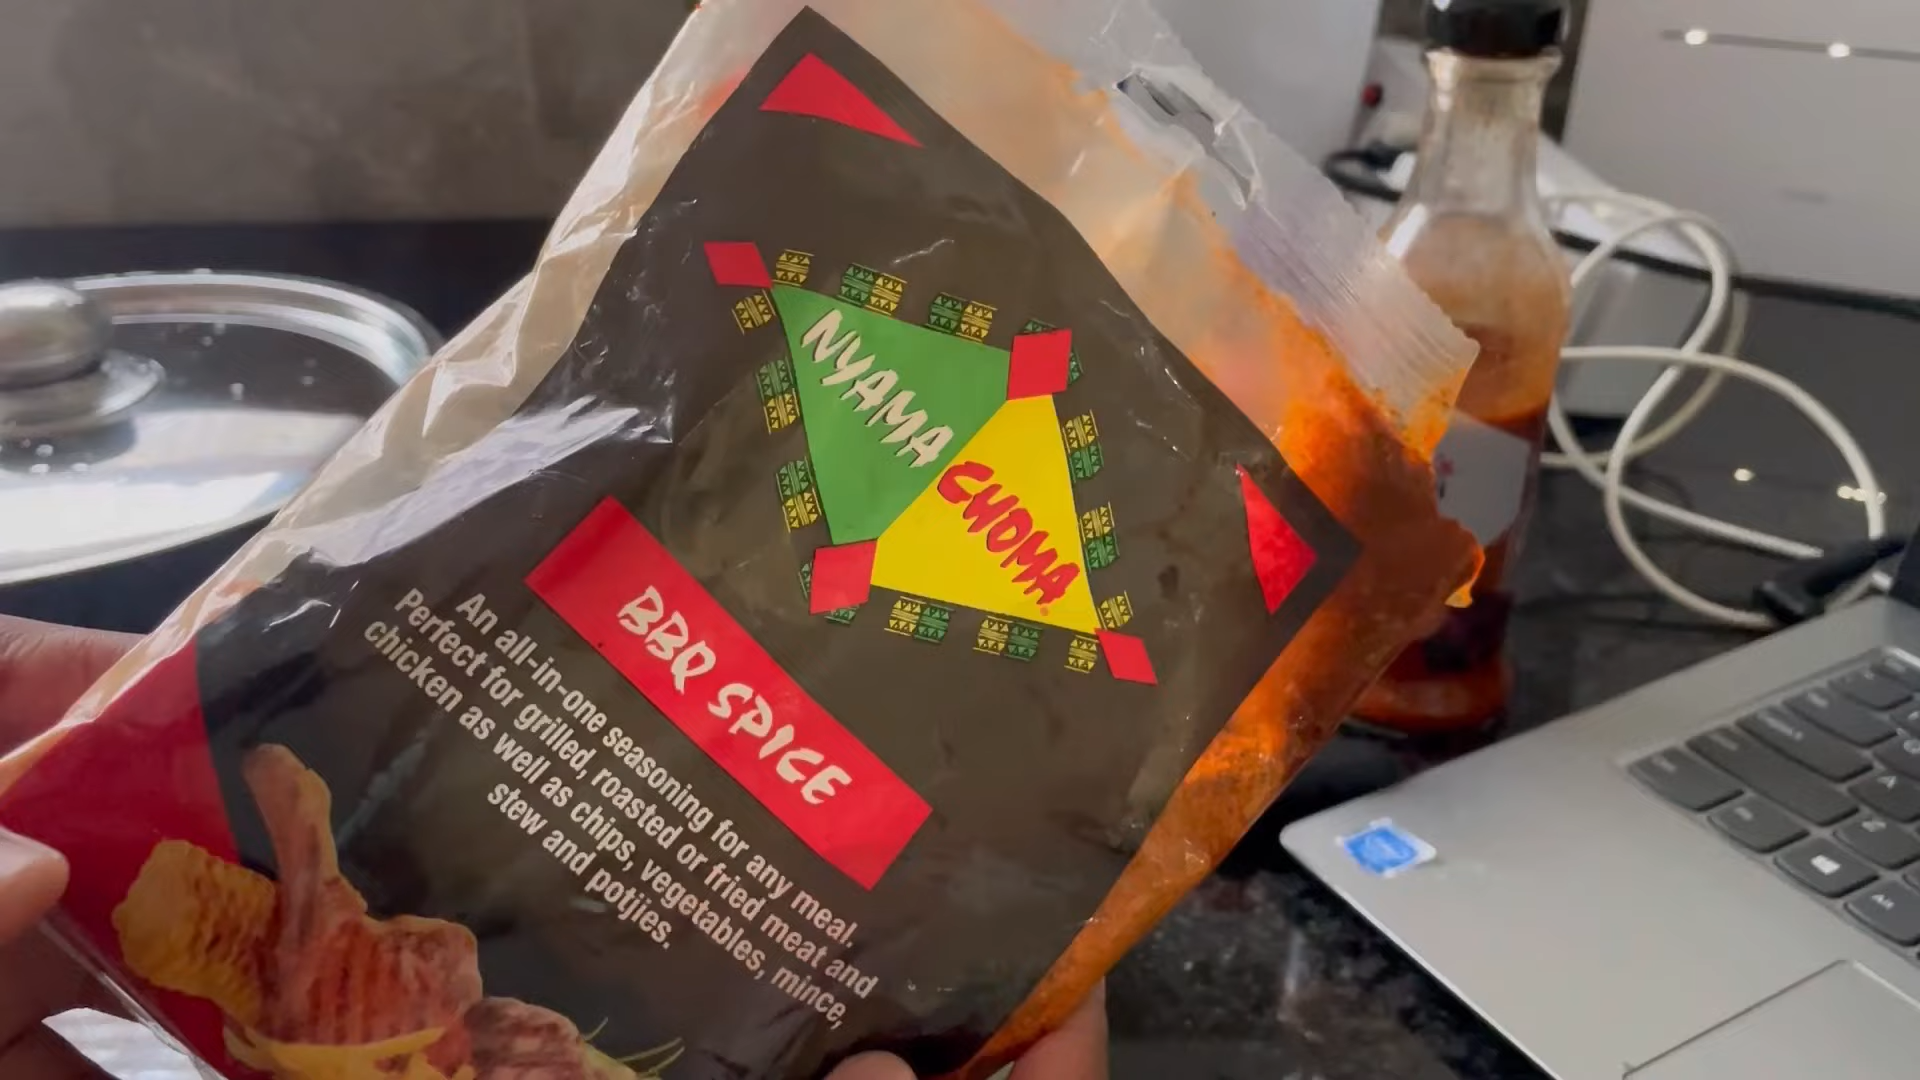 NYAMA
CHOMA
BBQ SPICE
An all-in-one seasoning for any meal.
Perfect for grilled, roasted or fried meat and
chicken as well as chips, vegetables, mince,
stew and potjies.